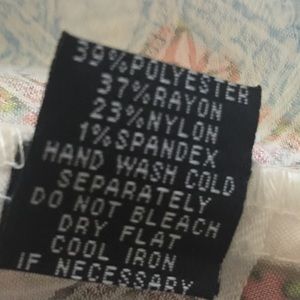 39%POLYESTER
37%RAYON
23%NYLON
1%SPANDEX
HAND WASH COLD
SEPARATELY
DO NOT BLEACH
DRY FLAT
COOL IRON
IF NECESSARY